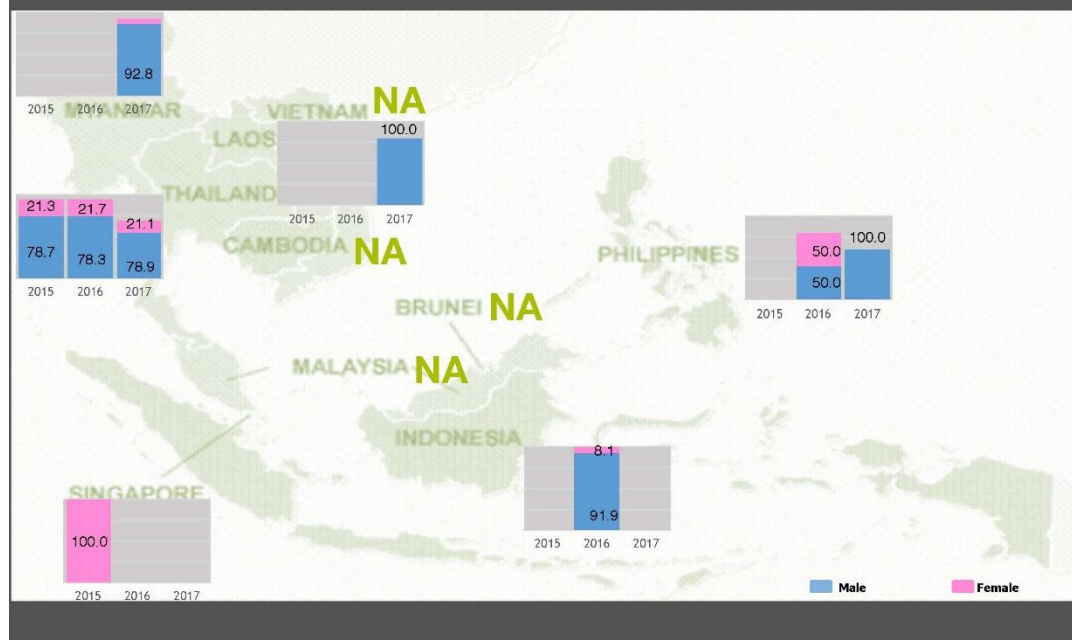 92.8
2015 2016 2017
MYANMAR
VIETNAM NA
100.0
LAOS
THAILAND
2015 2016 2017
21.3 21.7 21.1
78.7 78.3 78.9
2015 2016 2017
CAMBODIA NA
PHILIPPINES
100.0
50.0
50.0
2015 2016 2017
BRUNEI NA
MALAYSIA NA
INDONESIA
8.1
91.9
2015 2016 2017
SINGAPORE
100.0
2015 2016 2017
Male Female